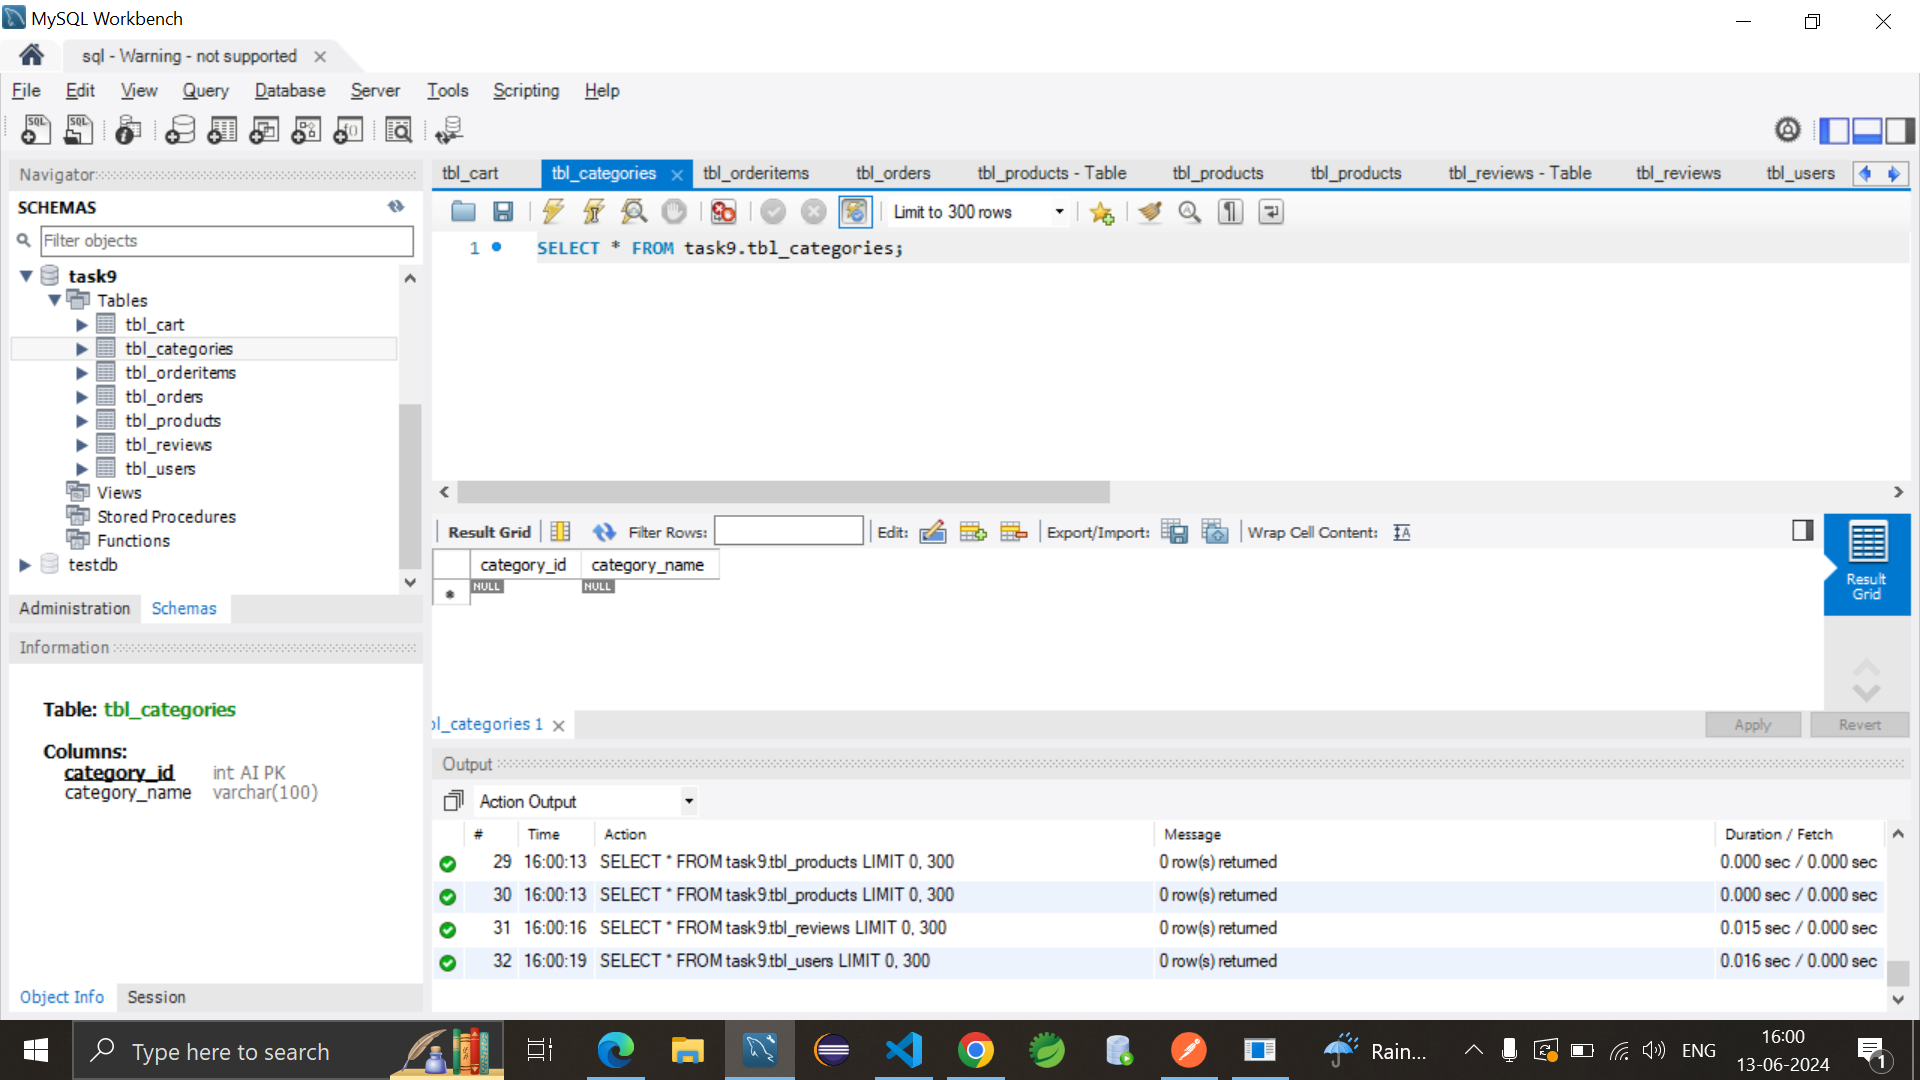 MySQL Workbench
sql - Warning - not supported
File Edit View Query Database Server Tools Scripting Help
Navigator
SCHEMAS
Filter objects
task9
Tables
tbl_cart
tbl_categories
tbl_orderitems
tbl_orders
tbl_products
tbl_reviews
tbl_users
Views
Stored Procedures
Functions
testdb
Administration Schemas
Information
Table: tbl_categories
Columns:
category_id int AI PK
category_name varchar(100)
Object Info Session
tbl_cart tbl_categories tbl_orderitems tbl_orders tbl_products - Table tbl_products tbl_products tbl_reviews - Table tbl_reviews tbl_users
Limit to 300 rows
1 SELECT * FROM task9.tbl_categories;
Result Grid Filter Rows: Edit: Export/Import: Wrap Cell Content:
category_id category_name
NULL NULL
Result
Grid
bl_categories 1
Apply Revert
Output
Action Output
# Time Action Message Duration / Fetch
29 16:00:13 SELECT * FROM task9.tbl_products LIMIT 0, 300 0 row(s) returned 0.000 sec / 0.000 sec
30 16:00:13 SELECT * FROM task9.tbl_products LIMIT 0, 300 0 row(s) returned 0.000 sec / 0.000 sec
31 16:00:16 SELECT * FROM task9.tbl_reviews LIMIT 0, 300 0 row(s) returned 0.015 sec / 0.000 sec
32 16:00:19 SELECT * FROM task9.tbl_users LIMIT 0, 300 0 row(s) returned 0.016 sec / 0.000 sec
Type here to search
Rain...
ENG
16:00
13-06-2024
1